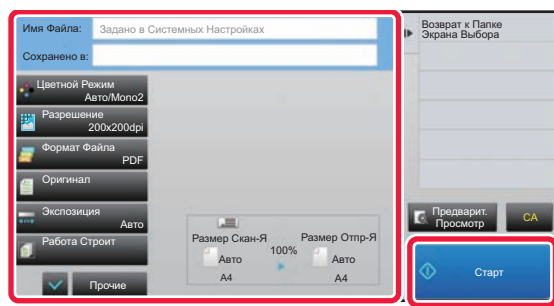 Имя Файла: Задано в Системных Настройках
Сохранено в:
Цветной Режим
Авто/Mono2
Разрешение
200x200dpi
Формат Файла
PDF
Оригинал
Экспозиция
Авто
Работа Строит
Прочие
Размер Скан-Я
100%
Размер Отпр-Я
Авто
Авто
A4
A4
Возврат к Папке
Экрана Выбора
Предварит.
Просмотр
CA
Старт